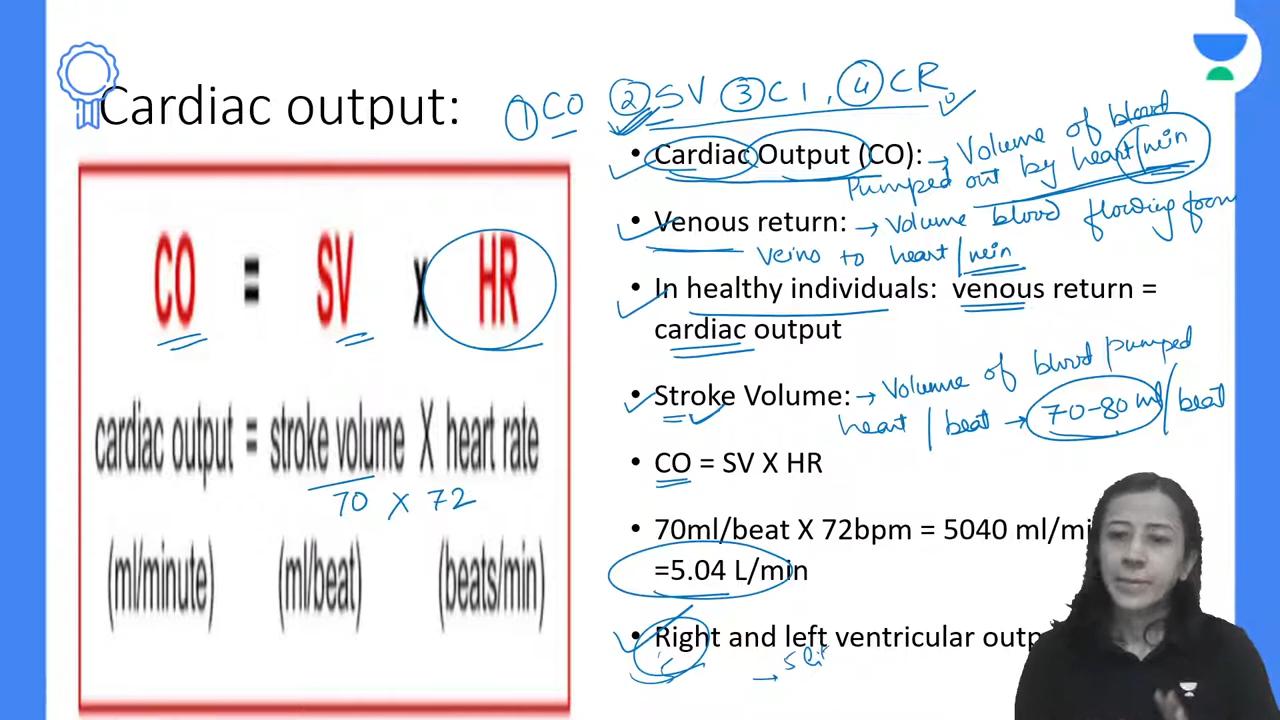 Cardiac output:
① CO ② SV ③ CI, ④ CR
CO = SV x HR
cardiac output = stroke volume X heart rate
70 X 72
(ml/minute) (ml/beat) (beats/min)
• Cardiac Output (CO): → Volume of blood
Pumped out by heart/min
• Venous return: → Volume blood flowing from
veins to heart/min
• In healthy individuals: venous return =
cardiac output
• Stroke Volume: → Volume of blood pumped
heart / beat → 70-80 ml/beat
• CO = SV X HR
• 70ml/beat X 72bpm = 5040 ml/mi
=5.04 L/min
• Right and left ventricular outp
→ 5 lit